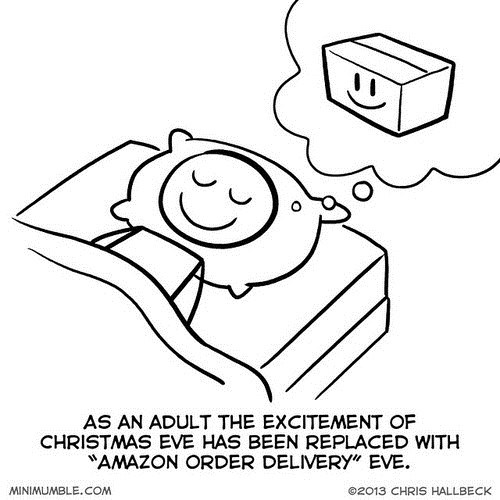 AS AN ADULT THE EXCITEMENT OF
CHRISTMAS EVE HAS BEEN REPLACED WITH
"AMAZON ORDER DELIVERY" EVE.
MINIMUMBLE.COM
©2013 CHRIS HALLBECK